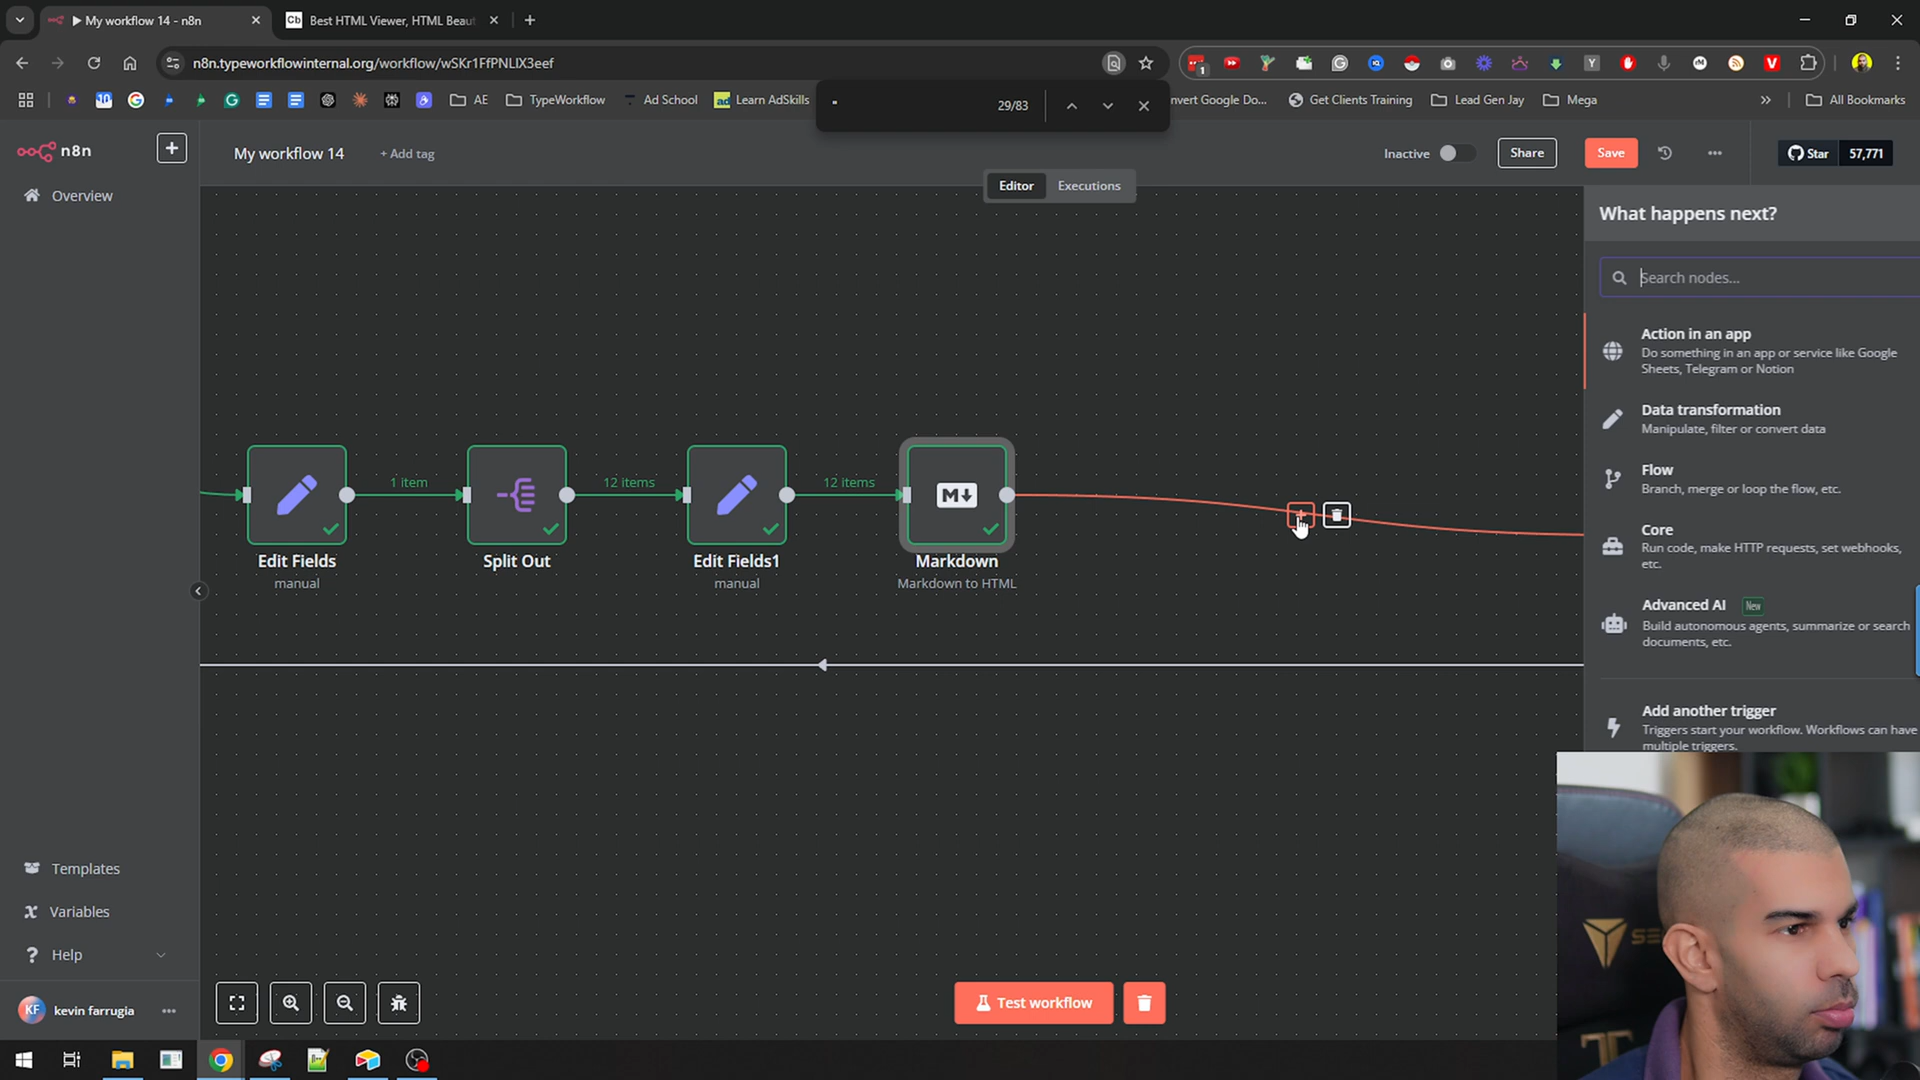 My workflow 14 - n8n
Cb Best HTML Viewer, HTML Beaut
n8n.typeworkflowinternal.org/workflow/wSKr1FfPNLIX3eef
AE
TypeWorkflow
Ad School
ad Learn AdSkills
nvert Google Do...
Get Clients Training
Lead Gen Jay
Mega
All Bookmarks
29/83
n8n
My workflow 14
+ Add tag
Inactive
Share
Save
Star
57,771
Overview
Editor
Executions
What happens next?
Search nodes...
Action in an app
Do something in an app or service like Google
Sheets, Telegram or Notion
Data transformation
Manipulate, filter or convert data
Flow
Branch, merge or loop the flow, etc.
Core
Run code, make HTTP requests, set webhooks,
etc.
Advanced AI New
Build autonomous agents, summarize or search
documents, etc.
Add another trigger
Triggers start your workflow. Workflows can have
multiple triggers.
1 item
12 items
12 items
Edit Fields
manual
Split Out
Edit Fields1
manual
Markdown
Markdown to HTML
Templates
Variables
Help
KF kevin farrugia
Test workflow